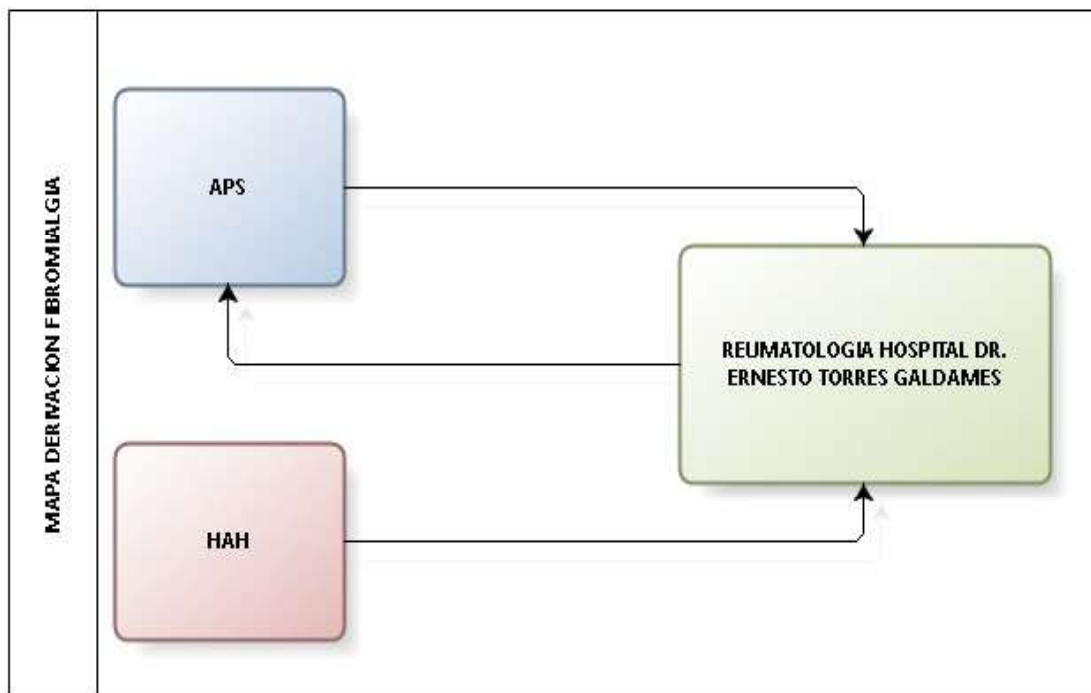 MAPA DERIVACION FIBROMIALGIA
APS
REUMATOLOGIA HOSPITAL DR.
ERNESTO TORRES GALDAMES
HAH